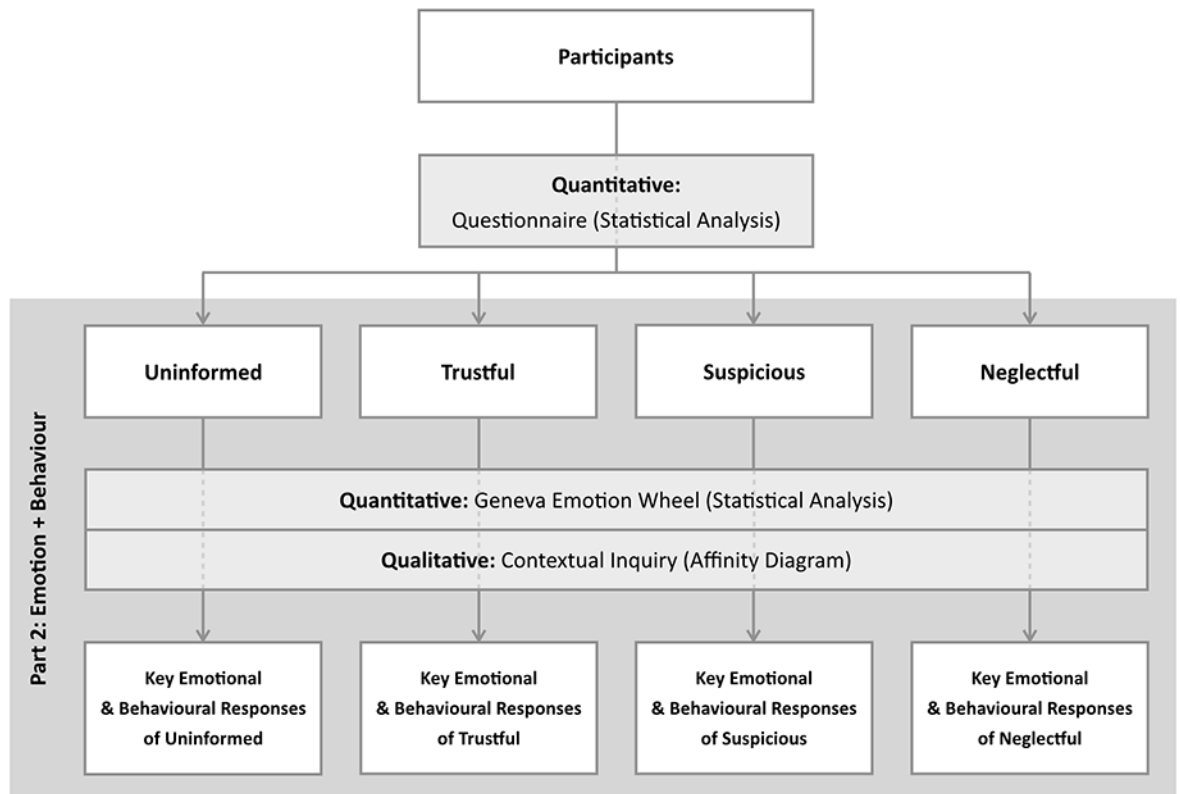 Participants
Quantitative:
Questionnaire (Statistical Analysis)
Uninformed
Trustful
Suspicious
Neglectful
Part 2: Emotion + Behaviour
Quantitative: Geneva Emotion Wheel (Statistical Analysis)
Qualitative: Contextual Inquiry (Affinity Diagram)
Key Emotional
& Behavioural Responses
of Uninformed
Key Emotional
& Behavioural Responses
of Trustful
Key Emotional
& Behavioural Responses
of Suspicious
Key Emotional
& Behavioural Responses
of Neglectful